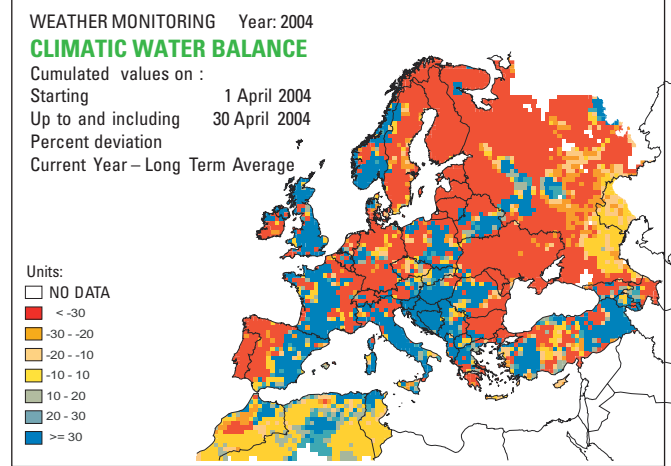 WEATHER MONITORING Year: 2004
CLIMATIC WATER BALANCE
Cumulated values on :
Starting 1 April 2004
Up to and including 30 April 2004
Percent deviation
Current Year – Long Term Average
Units:
NO DATA
< -30
-30 - -20
-20 - -10
-10 - 10
10 - 20
20 - 30
>= 30